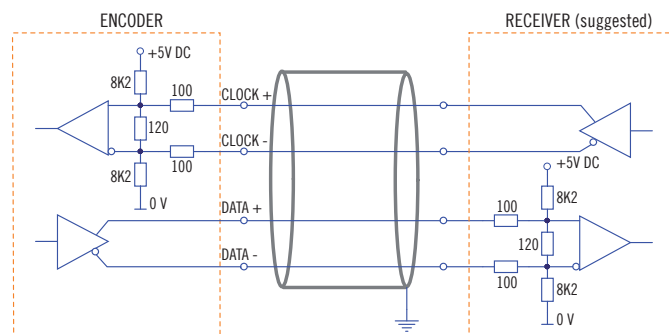 ENCODER
RECEIVER (suggested)
+5V DC
8K2
100
CLOCK +
120
CLOCK -
100
8K2
0 V
+5V DC
8K2
DATA +
100
120
DATA -
100
8K2
0 V